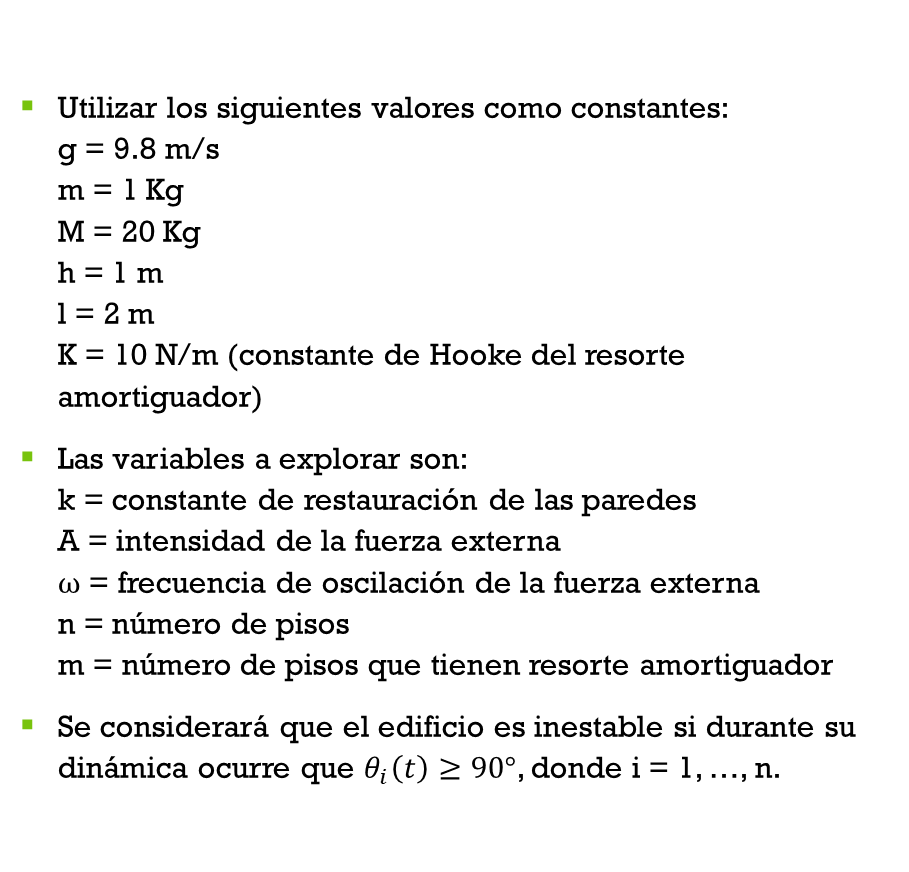 ▪ Utilizar los siguientes valores como constantes:
g = 9.8 m/s
m = 1 Kg
M = 20 Kg
h = 1 m
l = 2 m
K = 10 N/m (constante de Hooke del resorte
amortiguador)
▪ Las variables a explorar son:
k = constante de restauración de las paredes
A = intensidad de la fuerza externa
ω = frecuencia de oscilación de la fuerza externa
n = número de pisos
m = número de pisos que tienen resorte amortiguador
▪ Se considerará que el edificio es inestable si durante su
dinámica ocurre que θᵢ(t) ≥ 90°, donde i = 1, …, n.